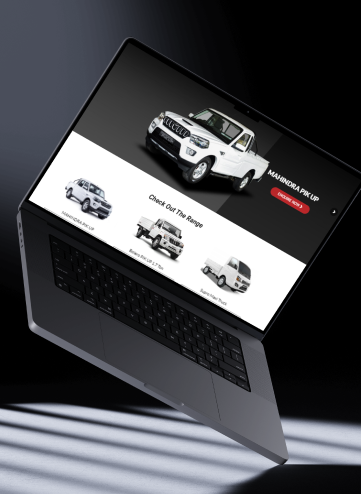 MAHINDRA PIK UP
ENQUIRE NOW
Check Out The Range
MAHINDRA PIK UP
Bolero PIK UP 1.7 Ton
Supro Maxi Truck